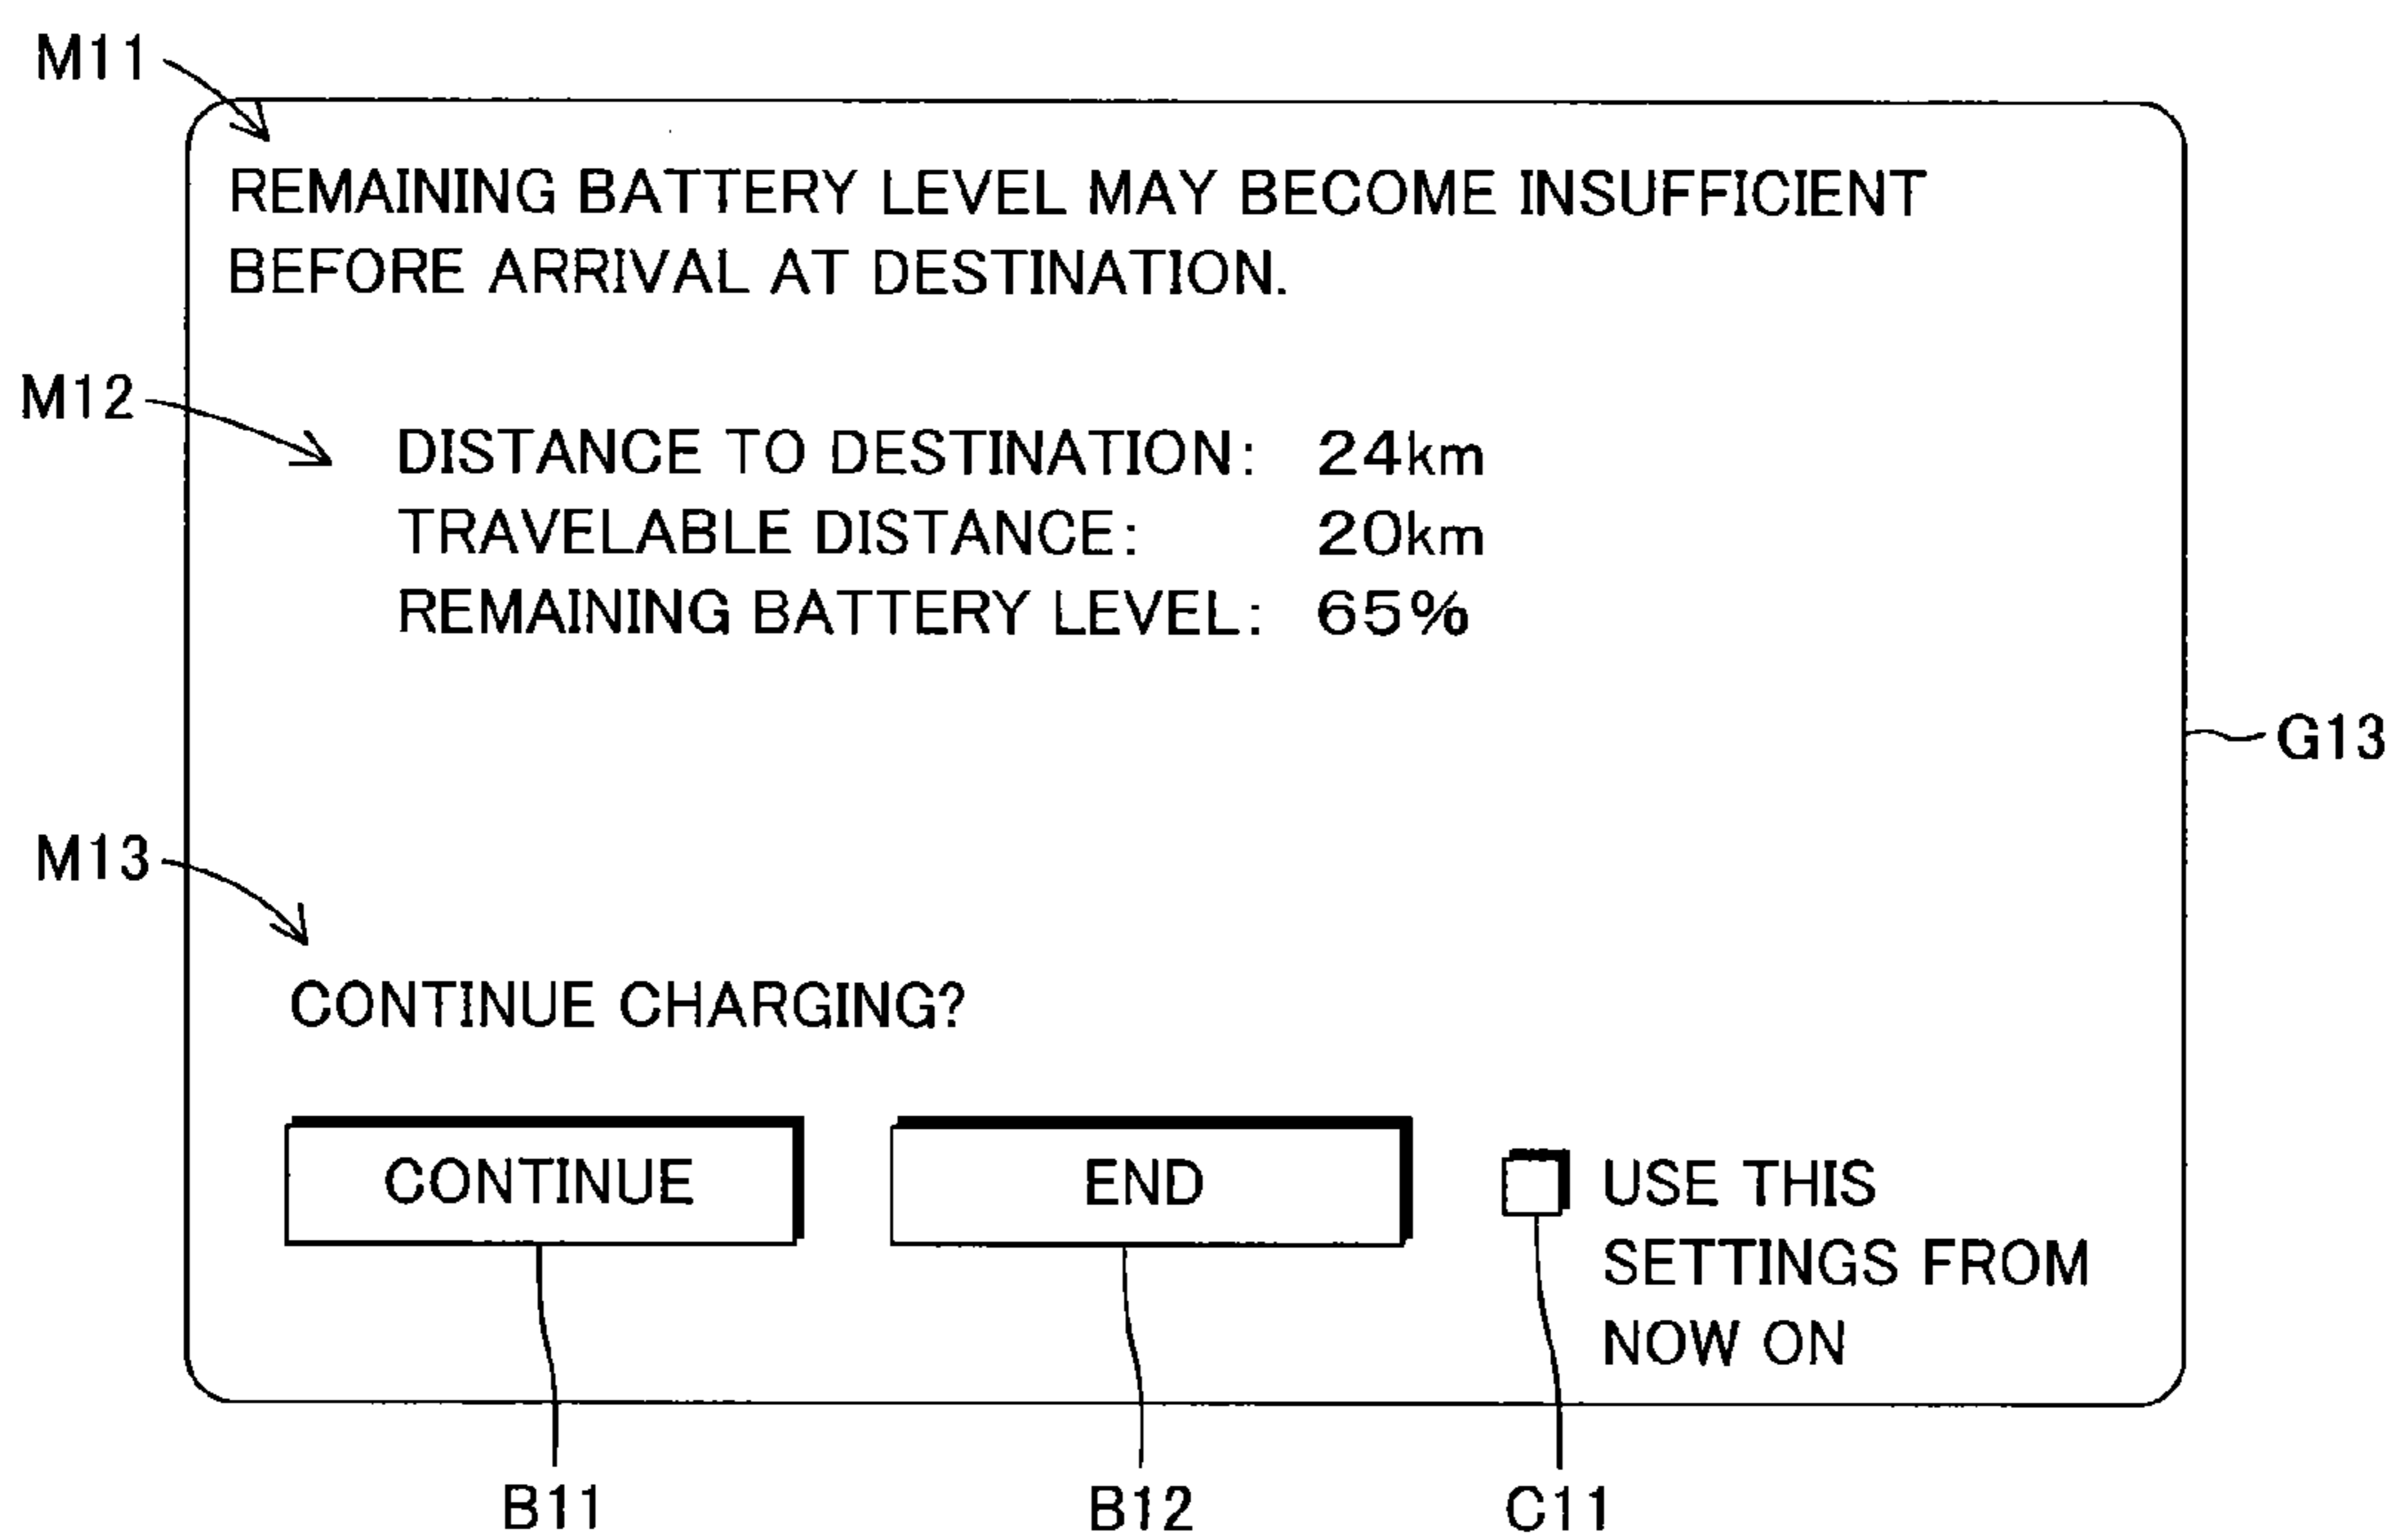 M11
REMAINING BATTERY LEVEL MAY BECOME INSUFFICIENT
BEFORE ARRIVAL AT DESTINATION.
M12
DISTANCE TO DESTINATION: 24km
TRAVELABLE DISTANCE: 20km
REMAINING BATTERY LEVEL: 65%
G13
M13
CONTINUE CHARGING?
CONTINUE
END
USE THIS
SETTINGS FROM
NOW ON
B11
B12
C11